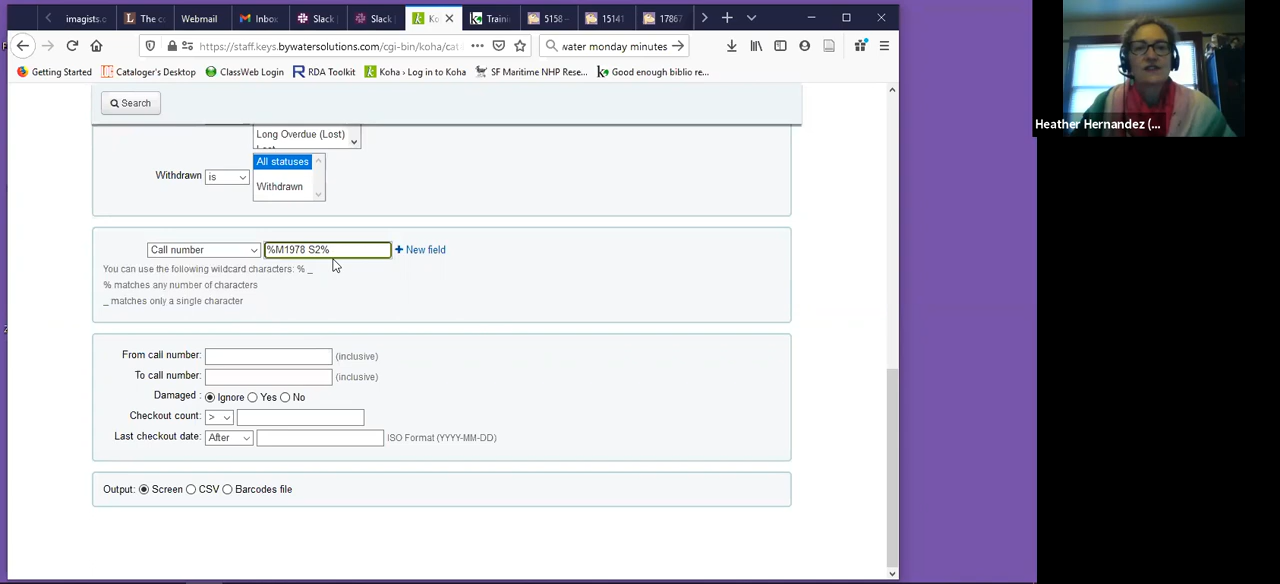 imagists.o
The co
Webmail
Inbo
Slack
Slack
Ko
Traini
5158 –
15141
17867
https://staff.keys.bywatersolutions.com/cgi-bin/koha/cat
water monday minutes
Getting Started
Cataloger's Desktop
ClassWeb Login
RDA Toolkit
Koha › Log in to Koha
SF Maritime NHP Rese...
Good enough biblio re...
Search
Long Overdue (Lost)
Withdrawn
is
All statuses
Withdrawn
Call number
%M1978 S2%
+ New field
You can use the following wildcard characters: % _
% matches any number of characters
_ matches only a single character
From call number:
(inclusive)
To call number:
(inclusive)
Damaged :
Ignore
Yes
No
Checkout count:
>
Last checkout date:
After
ISO Format (YYYY-MM-DD)
Output:
Screen
CSV
Barcodes file
Heather Hernandez (...